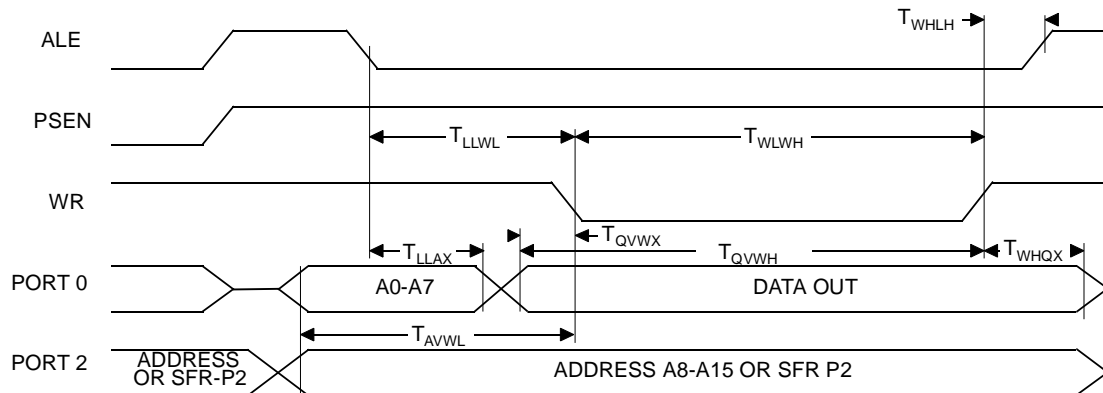 ALE
T_WHLH
PSEN
T_LLWL
T_WLWH
WR
T_QVWX
T_LLAX
T_QVWH
T_WHQX
PORT 0
A0-A7
DATA OUT
T_AVWL
PORT 2
ADDRESS
OR SFR-P2
ADDRESS A8-A15 OR SFR P2